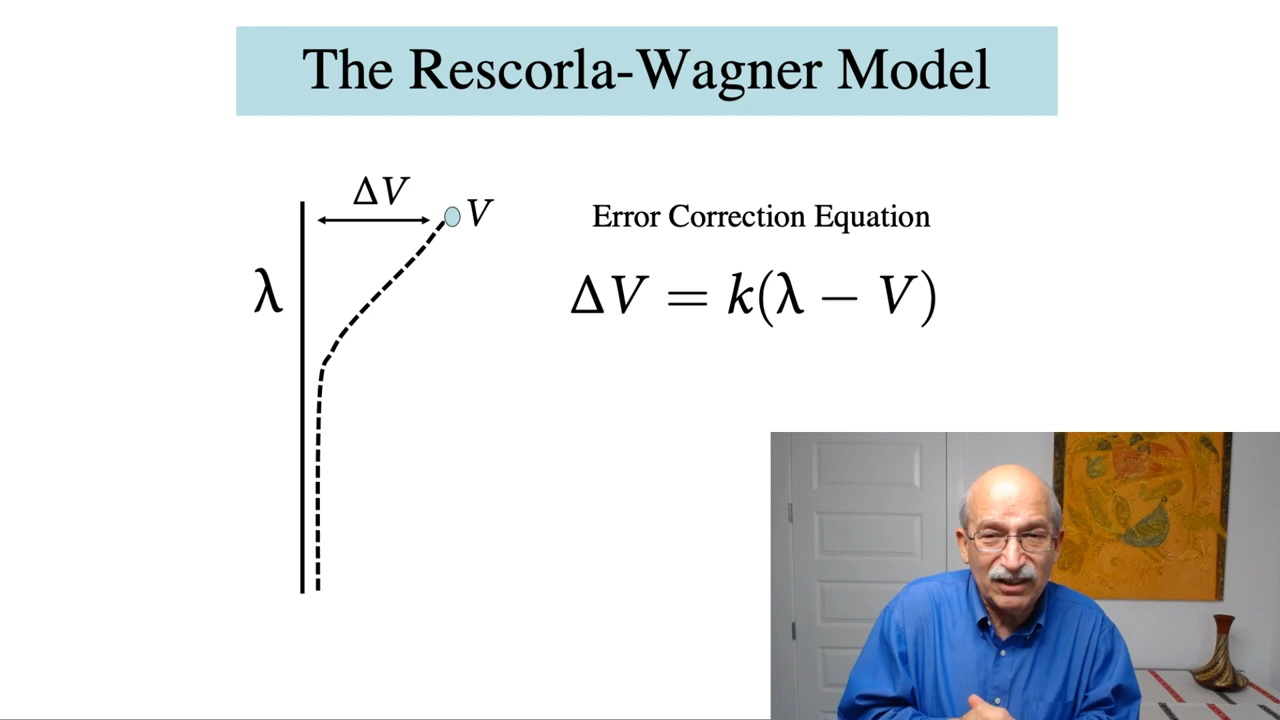 The Rescorla-Wagner Model
ΔV
V
λ
Error Correction Equation
ΔV = k(λ − V)